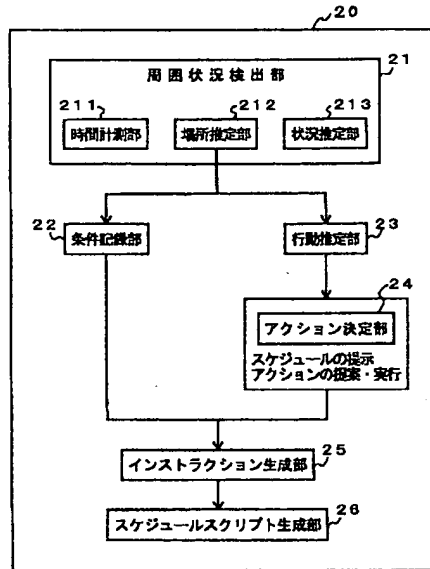 20
21
周囲状況検出部
211 212 213
時間計測部 場所推定部 状況推定部
22 23
条件記録部 行動推定部
24
アクション決定部
スケジュールの提示
アクションの提案・実行
25
インストラクション生成部
26
スケジュールスクリプト生成部